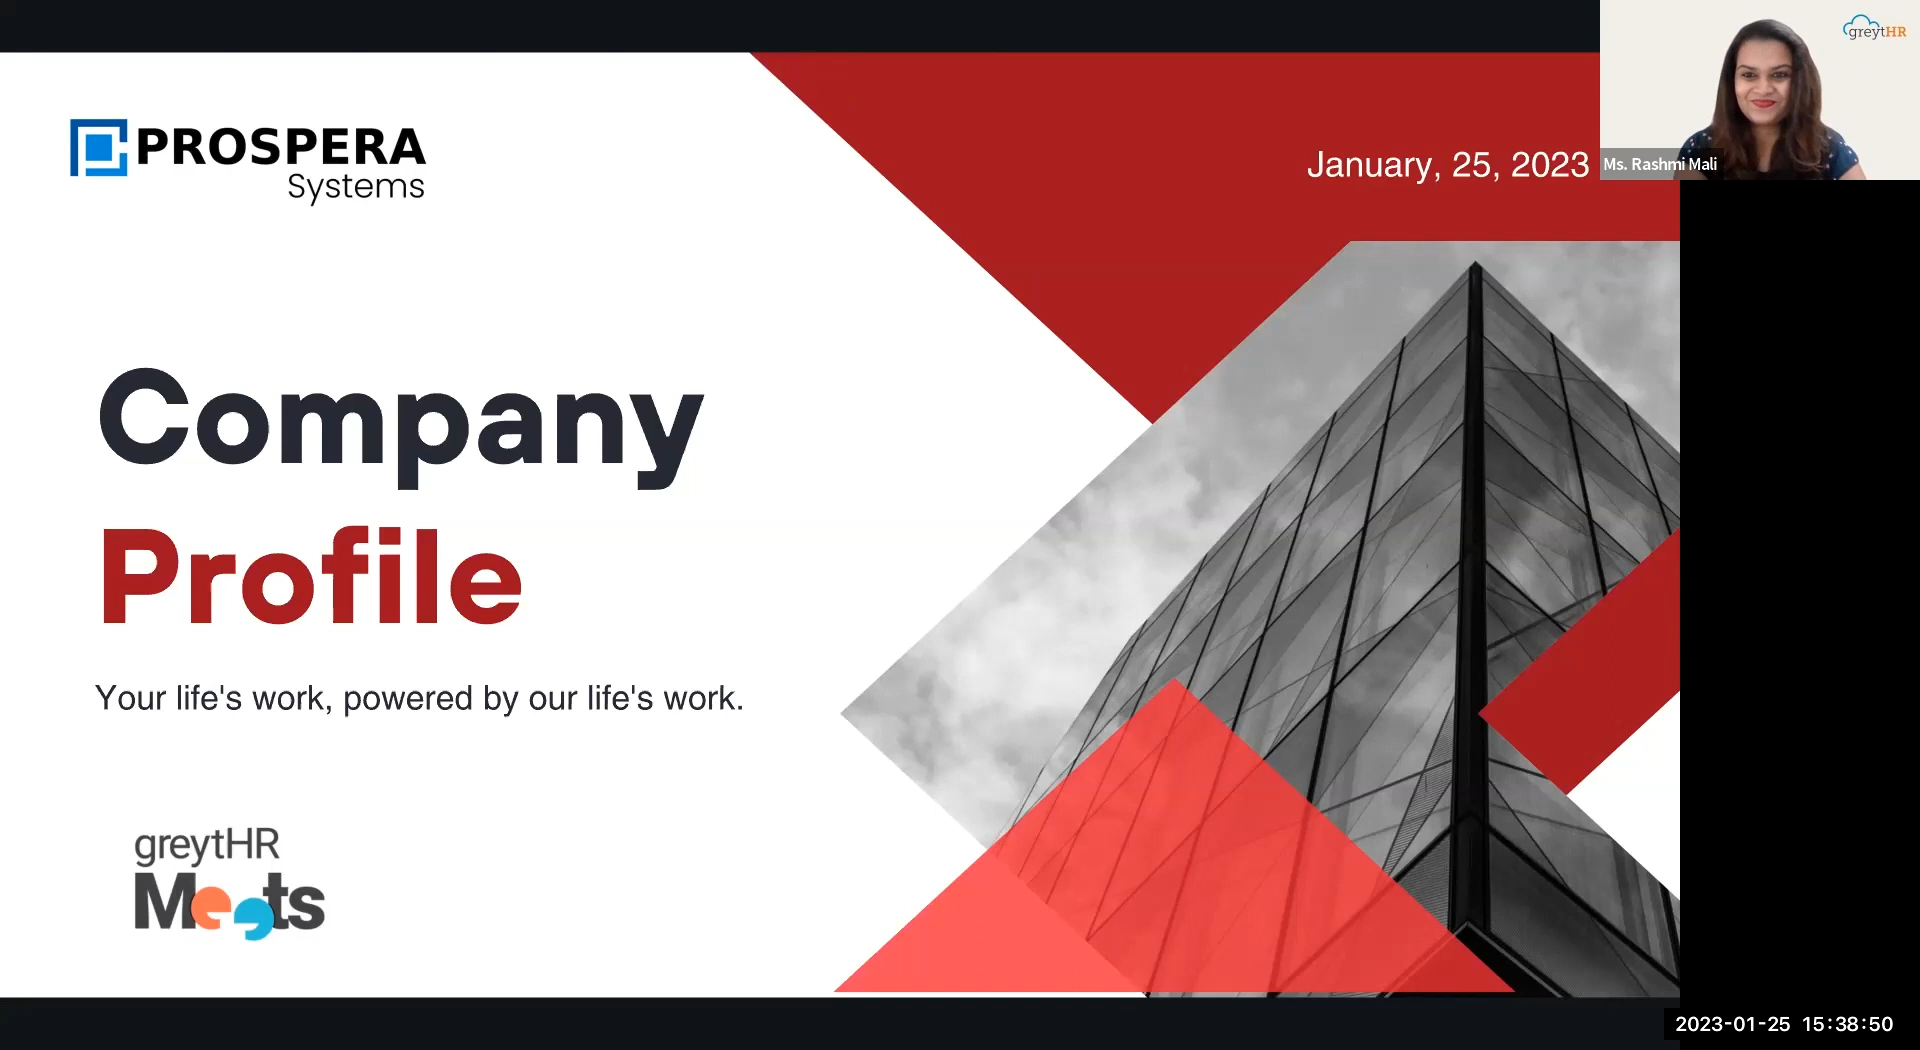 greytHR
PROSPERA
Systems
January, 25, 2023
Ms. Rashmi Mali
Company
Profile
Your life's work, powered by our life's work.
greytHR
Meets
2023-01-25 15:38:50